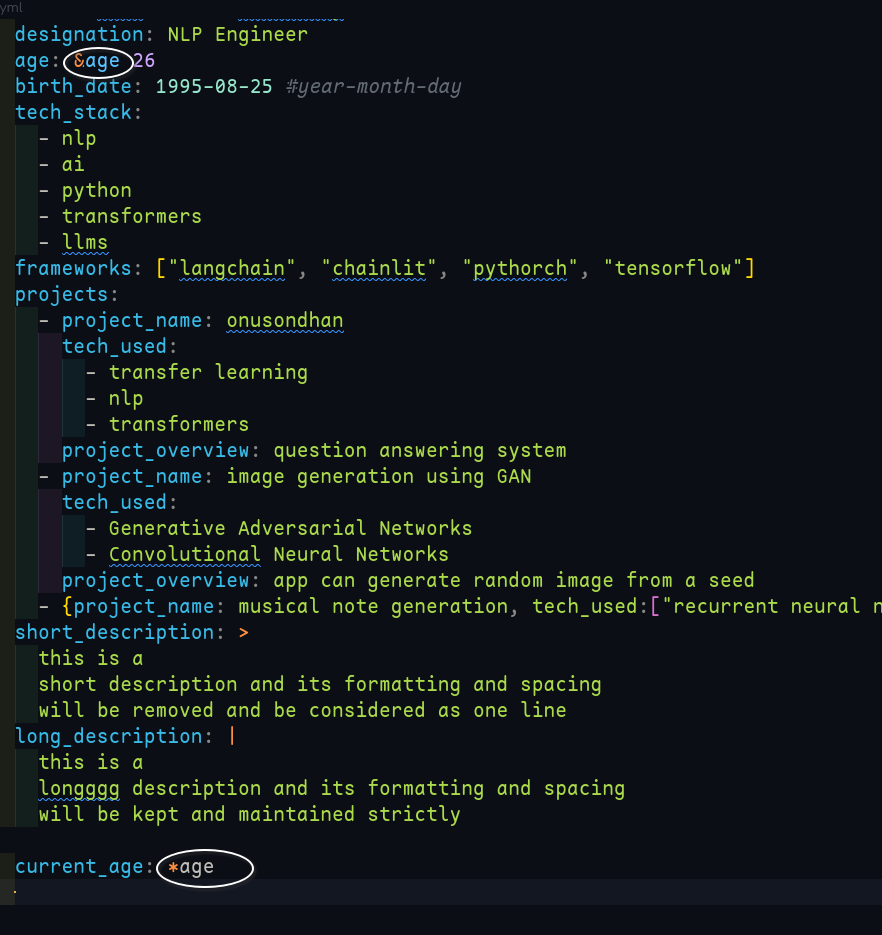 yml
designation: NLP Engineer
age: &age 26
birth_date: 1995-08-25 #year-month-day
tech_stack:
- nlp
- ai
- python
- transformers
- llms
frameworks: ["langchain", "chainlit", "pythorch", "tensorflow"]
projects:
- project_name: onusondhan
tech_used:
- transfer learning
- nlp
- transformers
project_overview: question answering system
- project_name: image generation using GAN
tech_used:
- Generative Adversarial Networks
- Convolutional Neural Networks
project_overview: app can generate random image from a seed
- {project_name: musical note generation, tech_used:["recurrent neural n
short_description: >
this is a
short description and its formatting and spacing
will be removed and be considered as one line
long_description: |
this is a
longggg description and its formatting and spacing
will be kept and maintained strictly
current_age: *age